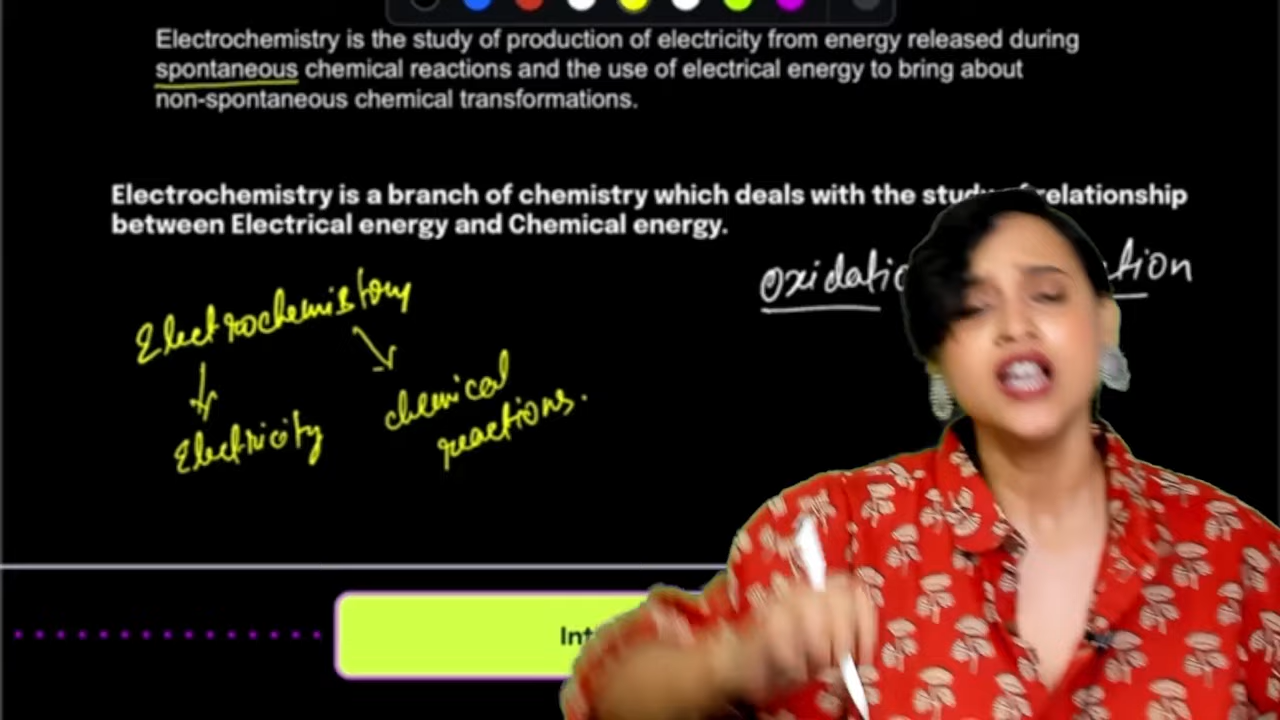 Electrochemistry is the study of production of electricity from energy released during
spontaneous chemical reactions and the use of electrical energy to bring about
non-spontaneous chemical transformations.
Electrochemistry is a branch of chemistry which deals with the relationship
between Electrical energy and Chemical energy.
Electrochemistry
Electricity
chemical
reactions.